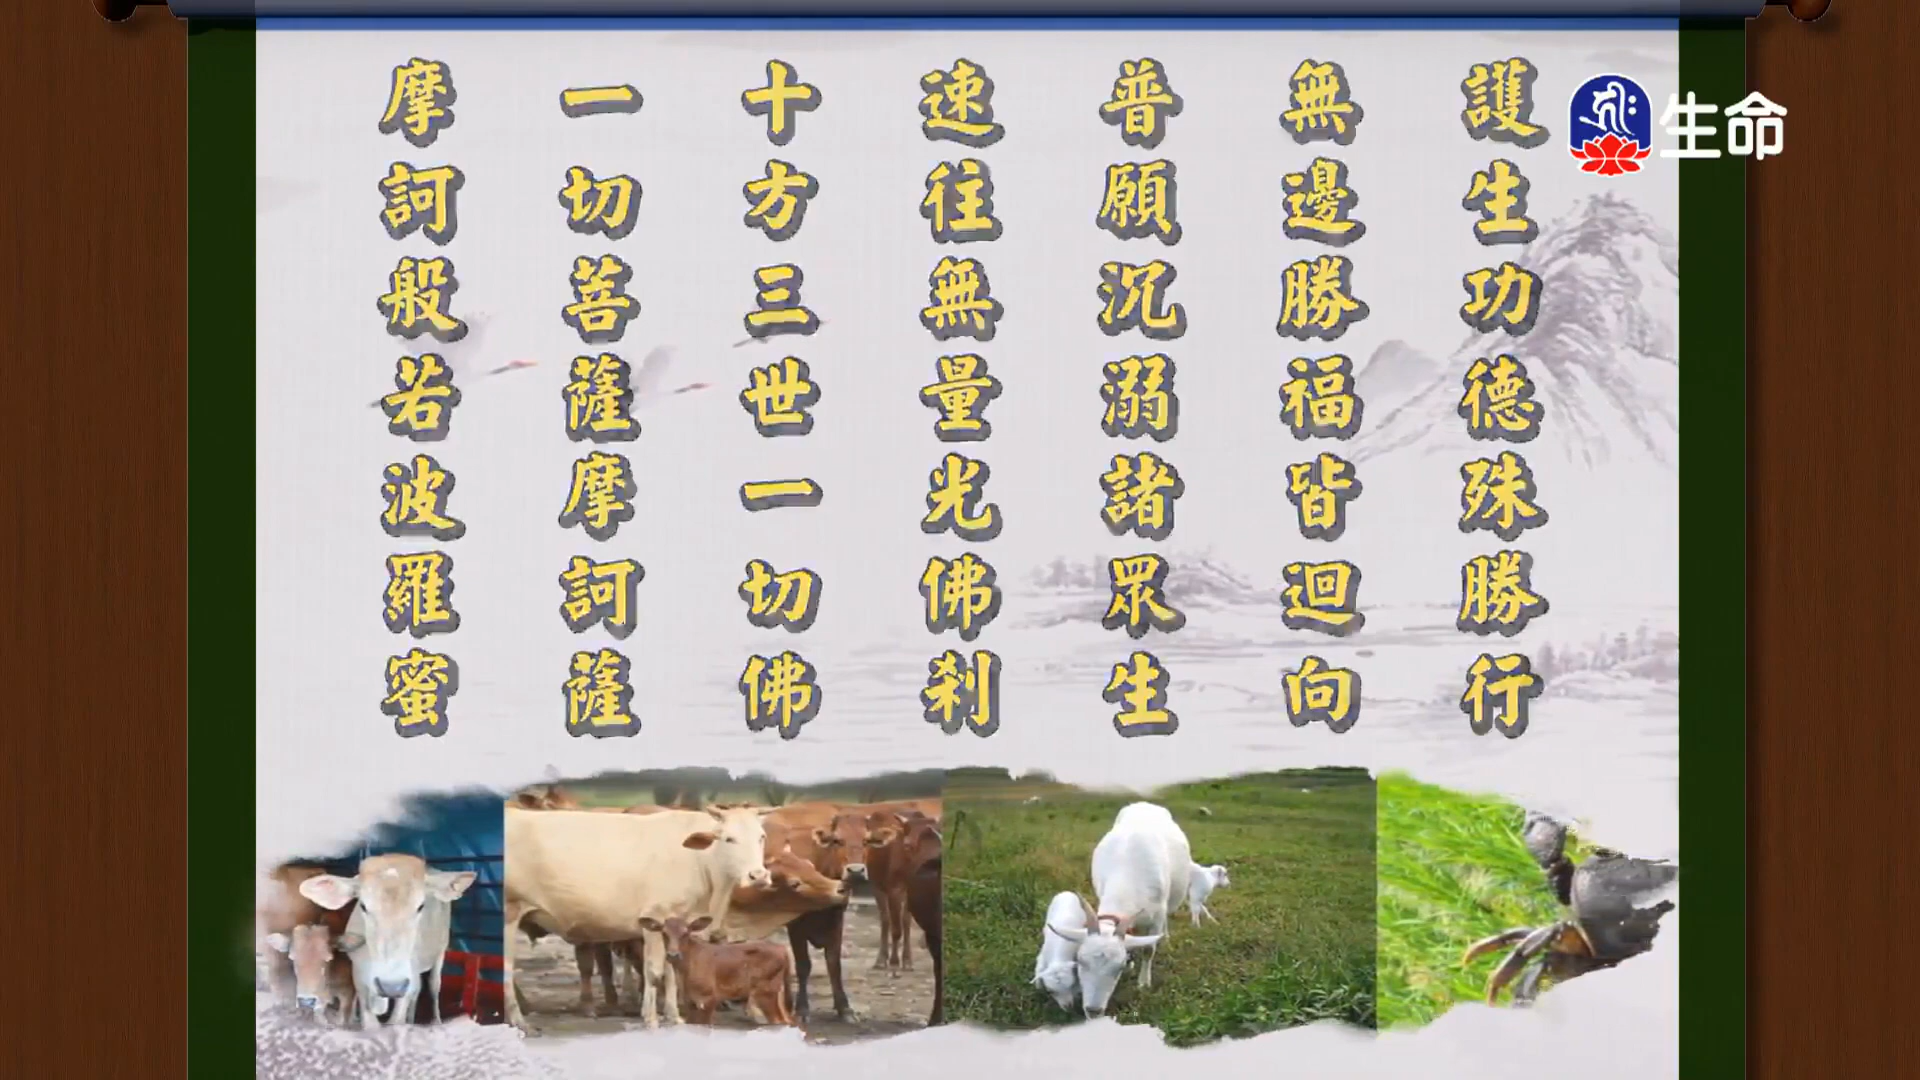 護生功德殊勝行
無邊勝福皆迴向
普願沉溺諸眾生
速往無量光佛剎
十方三世一切佛
一切菩薩摩訶薩
摩訶般若波羅蜜
生命